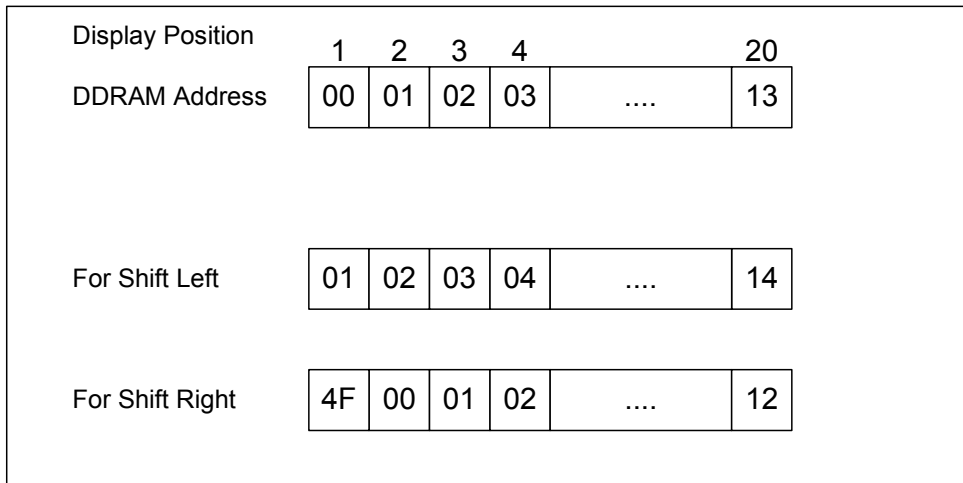 Display Position 1 2 3 4 20
DDRAM Address 00 01 02 03 .... 13
For Shift Left 01 02 03 04 .... 14
For Shift Right 4F 00 01 02 .... 12